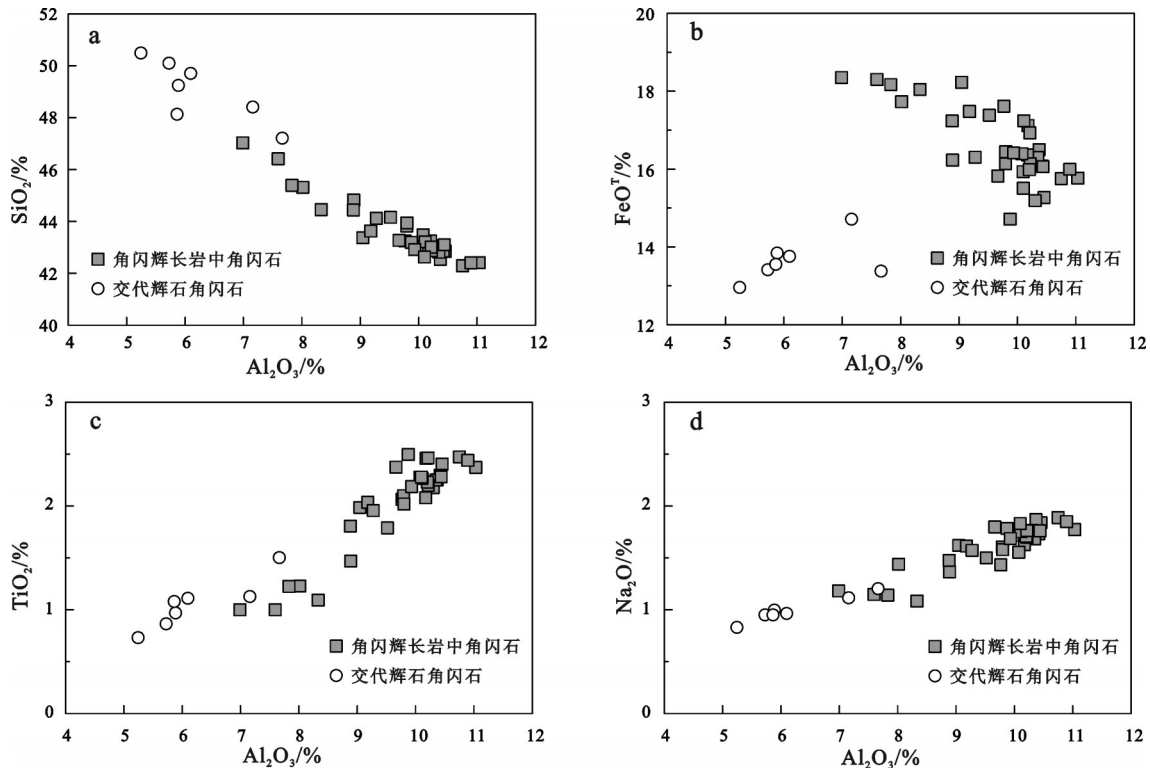 a
SiO₂/%
52
50
48
46
44
42
40
角闪辉长岩中角闪石
交代辉石角闪石
4 5 6 7 8 9 10 11 12
Al₂O₃/%
b
FeOᵀ/%
20
18
16
14
12
角闪辉长岩中角闪石
交代辉石角闪石
4 5 6 7 8 9 10 11 12
Al₂O₃/%
c
TiO₂/%
3
2
1
0
角闪辉长岩中角闪石
交代辉石角闪石
4 5 6 7 8 9 10 11 12
Al₂O₃/%
d
Na₂O/%
3
2
1
0
角闪辉长岩中角闪石
交代辉石角闪石
4 5 6 7 8 9 10 11 12
Al₂O₃/%